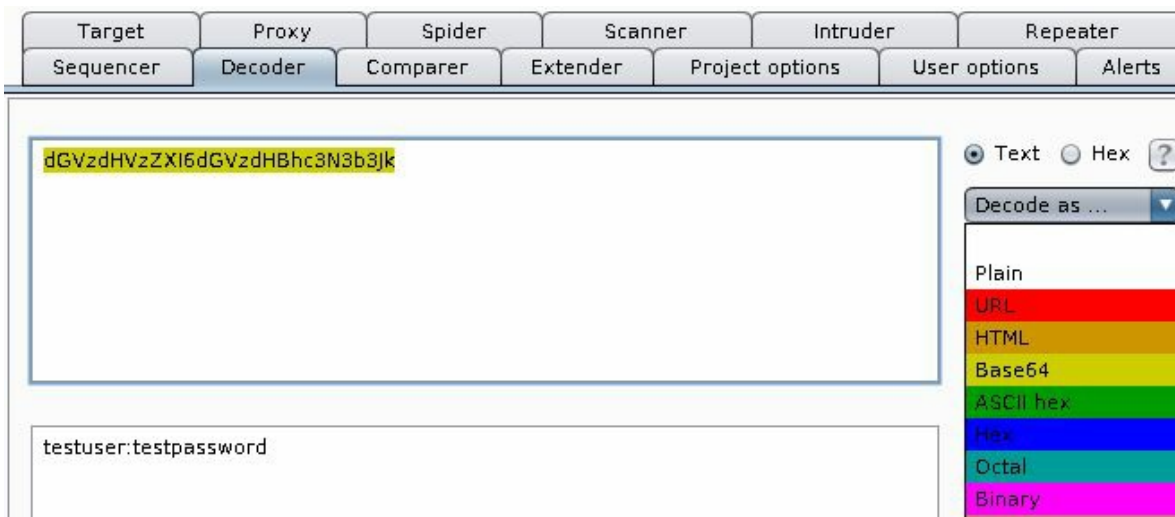 Target Proxy Spider Scanner Intruder Repeater
Sequencer Decoder Comparer Extender Project options User options Alerts
dGVzdHVzZXI6dGVzdHBhc3N3b3Jk
Text Hex ?
Decode as ...
Plain
URL
HTML
Base64
ASCII hex
Hex
Octal
Binary
testuser:testpassword